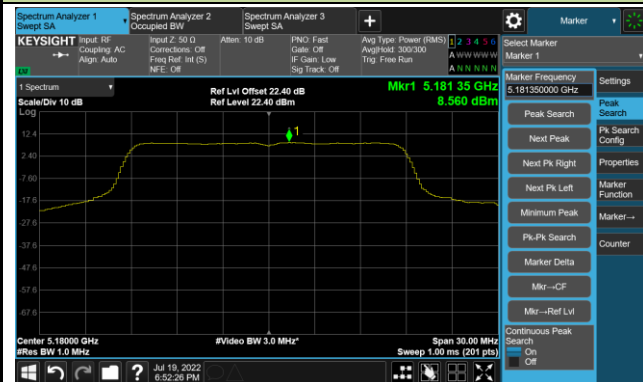 Spectrum Analyzer 1
Swept SA
Spectrum Analyzer 2
Occupied BW
Spectrum Analyzer 3
Swept SA
+
Marker
KEYSIGHT
Input: RF
Coupling: AC
Align: Auto
Input Z: 50 Ω
Corrections: Off
Freq Ref: Int (S)
NFE: Off
Atten: 10 dB
PNO: Fast
Gate: Off
IF Gain: Low
Sig Track: Off
Avg Type: Power (RMS)
Avg|Hold: 300/300
Trig: Free Run
1 2 3 4 5 6
A W W W W W
A N N N N N
LXI
Select Marker
Marker 1
1 Spectrum
Scale/Div 10 dB
Log
Ref Lvl Offset 22.40 dB
Ref Level 22.40 dBm
Mkr1 5.181 35 GHz
8.560 dBm
12.4
2.40
-7.60
-17.6
-27.6
-37.6
-47.6
-57.6
-67.6
1
Center 5.18000 GHz
#Res BW 1.0 MHz
#Video BW 3.0 MHz*
Span 30.00 MHz
Sweep 1.00 ms (201 pts)
Marker Frequency
5.181350000 GHz
Peak Search
Next Peak
Next Pk Right
Next Pk Left
Minimum Peak
Pk-Pk Search
Marker Delta
Mkr→CF
Mkr→Ref Lvl
Continuous Peak
Search
On
Off
Settings
Peak
Search
Pk Search
Config
Properties
Marker
Function
Marker→
Counter
?
Jul 19, 2022
6:52:26 PM